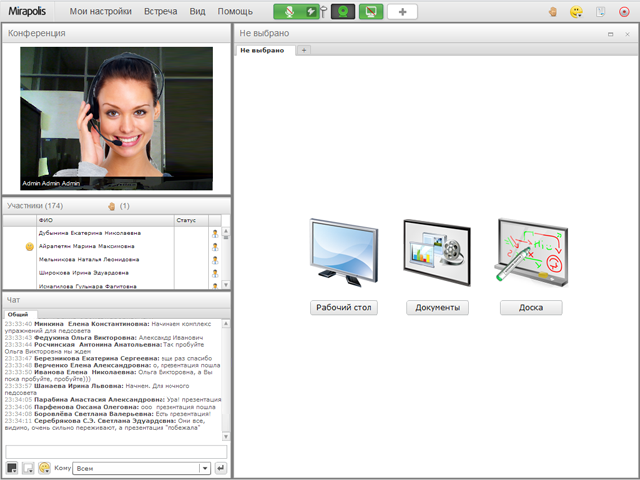 Mirapolis Мои настройки Встреча Вид Помощь
Конференция
Admin Admin Admin
Участники (174) (1)
ФИО Статус
Дубынина Екатерина Николаевна
Айрапетян Марина Максимовна
Мельникова Наталья Леонидовна
Широкова Ирина Эдуардовна
Исмагилова Гульнара Фагитовна
Чат
Общий
23:33:40 Минкина Елена Константиновна: Начинаем комплекс
упражнений для педсовета
23:33:43 Федукина Ольга Викторовна: Александр Иванович
23:33:44 Росчинская Антонина Анатольевна: Так пробуйте
Ольга Викторовна мы ждем
23:33:47 Березникова Екатерина Сергеевна: эщи раз спасибо
23:33:48 Верченко Елена Александровна: о, гревентация пошла
23:33:50 Иванова Елена Николаевна: Ольга Викторовна, а Вы
пока пробуйте, пробуйте)))
23:33:57 Шанаева Ирина Львовна: Начнем. Для ночного
педсовета
23:34:05 Парабина Анастасия Александровна: Ура! презентация
23:34:06 Парфенова Оксана Олеговна: ооо презентация пошла
23:34:08 Боровлёва Светлана Валерьевна: Есть презентация!
23:34:11 Серебрякова С.Э. Светлана Эдуардовна: Они все,
видимо, очень сильно переживают, а презентация "побежала"
Кому Всем
Не выбрано
Не выбрано +
Рабочий стол Документы Доска